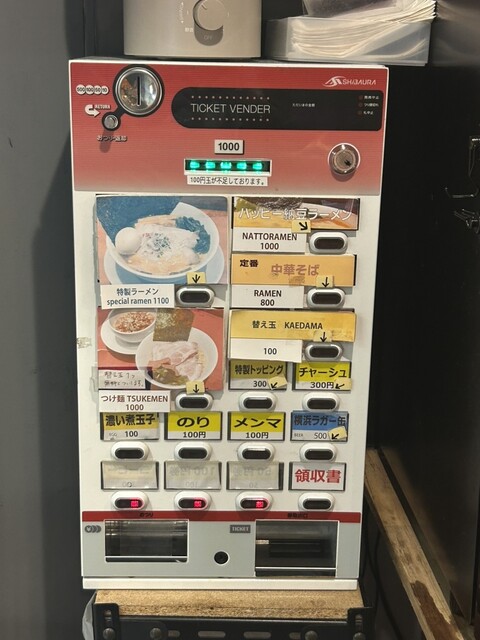 SHIBAURA
TICKET VENDER
RETURN
1000
100円玉が不足しております。
ハッピー納豆ラーメン
NATTORAMEN
1000
定番
中華そば
RAMEN
800
特製ラーメン
special ramen 1100
替え玉 KAEDAMA
100
つけ麺 TSUKEMEN
1000
特製トッピング
300
チャーシュー
300円
濃い煮玉子
100
のり
100円
メンマ
100円
横浜ラガー缶
500
領収書
TICKET